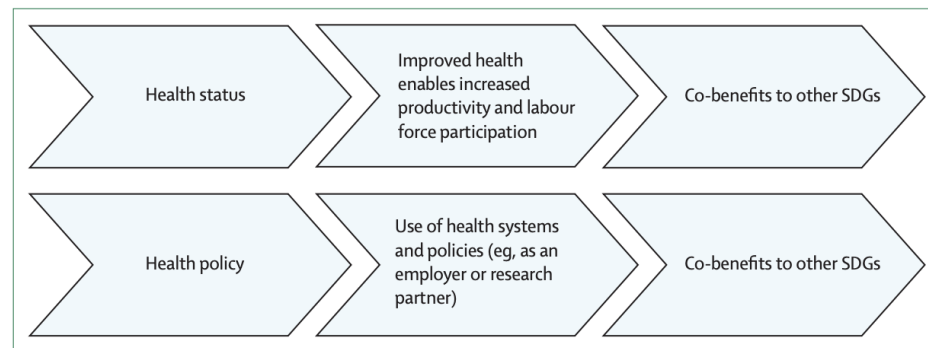 Health status
Improved health
enables increased
productivity and labour
force participation
Co-benefits to other SDGs
Health policy
Use of health systems
and policies (eg, as an
employer or research
partner)
Co-benefits to other SDGs